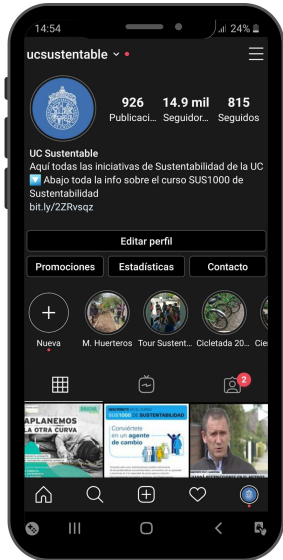 14:54
24%
ucsustentable
926 14.9 mil 815
Publicaci... Seguidor... Seguidos
UC Sustentable
Aquí todas las iniciativas de Sustentabilidad de la UC
Abajo toda la info sobre el curso SUS1000 de
Sustentabilidad
bit.ly/2ZRvsqz
Editar perfil
Promociones Estadísticas Contacto
Nueva M. Huerteros Tour Sustent... Cicletada 20... Cie
2
APLANEMOS
LA OTRA CURVA
SUS1000 DE SUSTENTABILIDAD
Conviértete
en un agente
de cambio